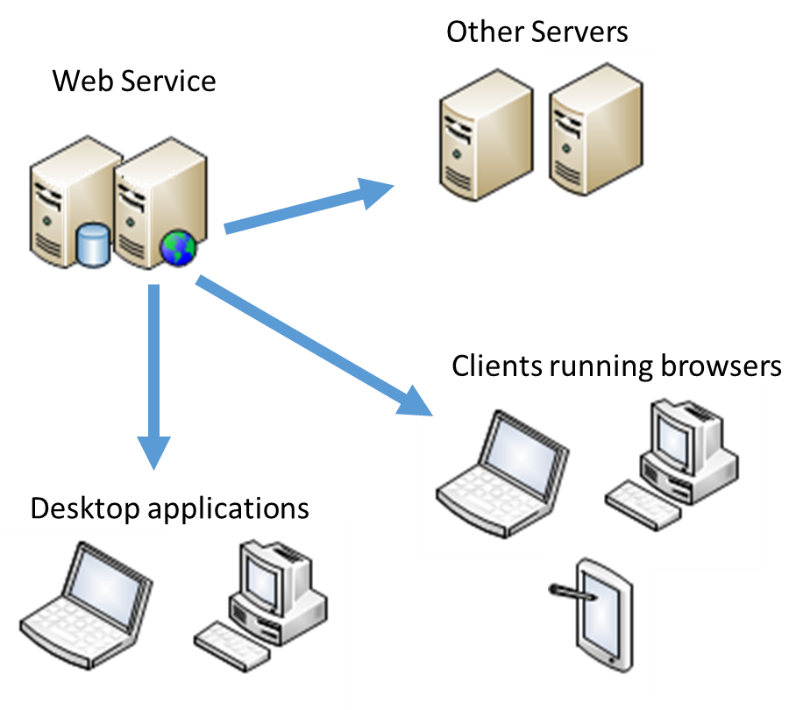 Other Servers
Web Service
Clients running browsers
Desktop applications